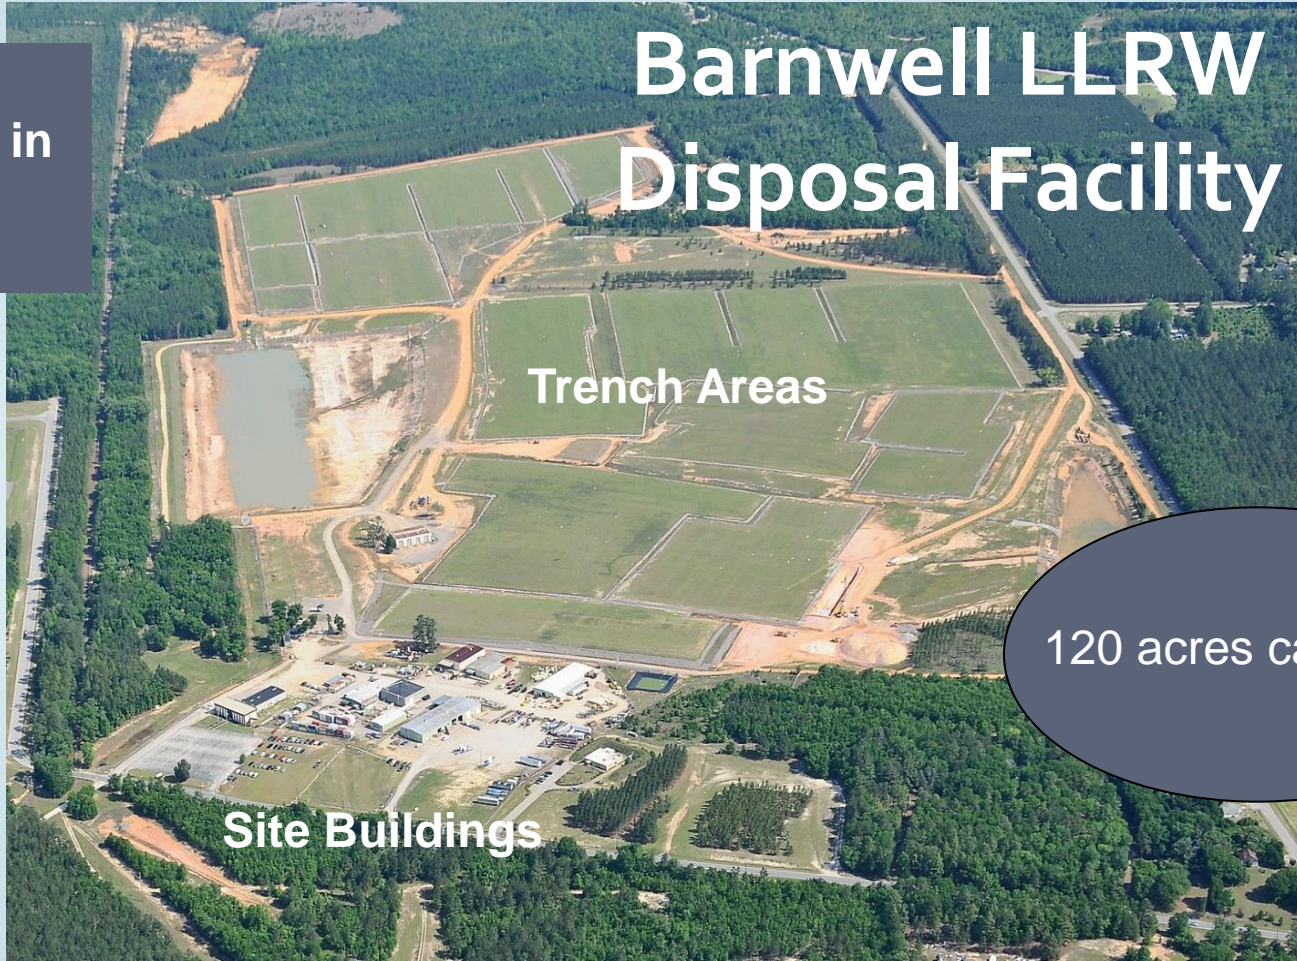 Barnwell LLRW
Disposal Facility
in
Trench Areas
120 acres
Site Buildings